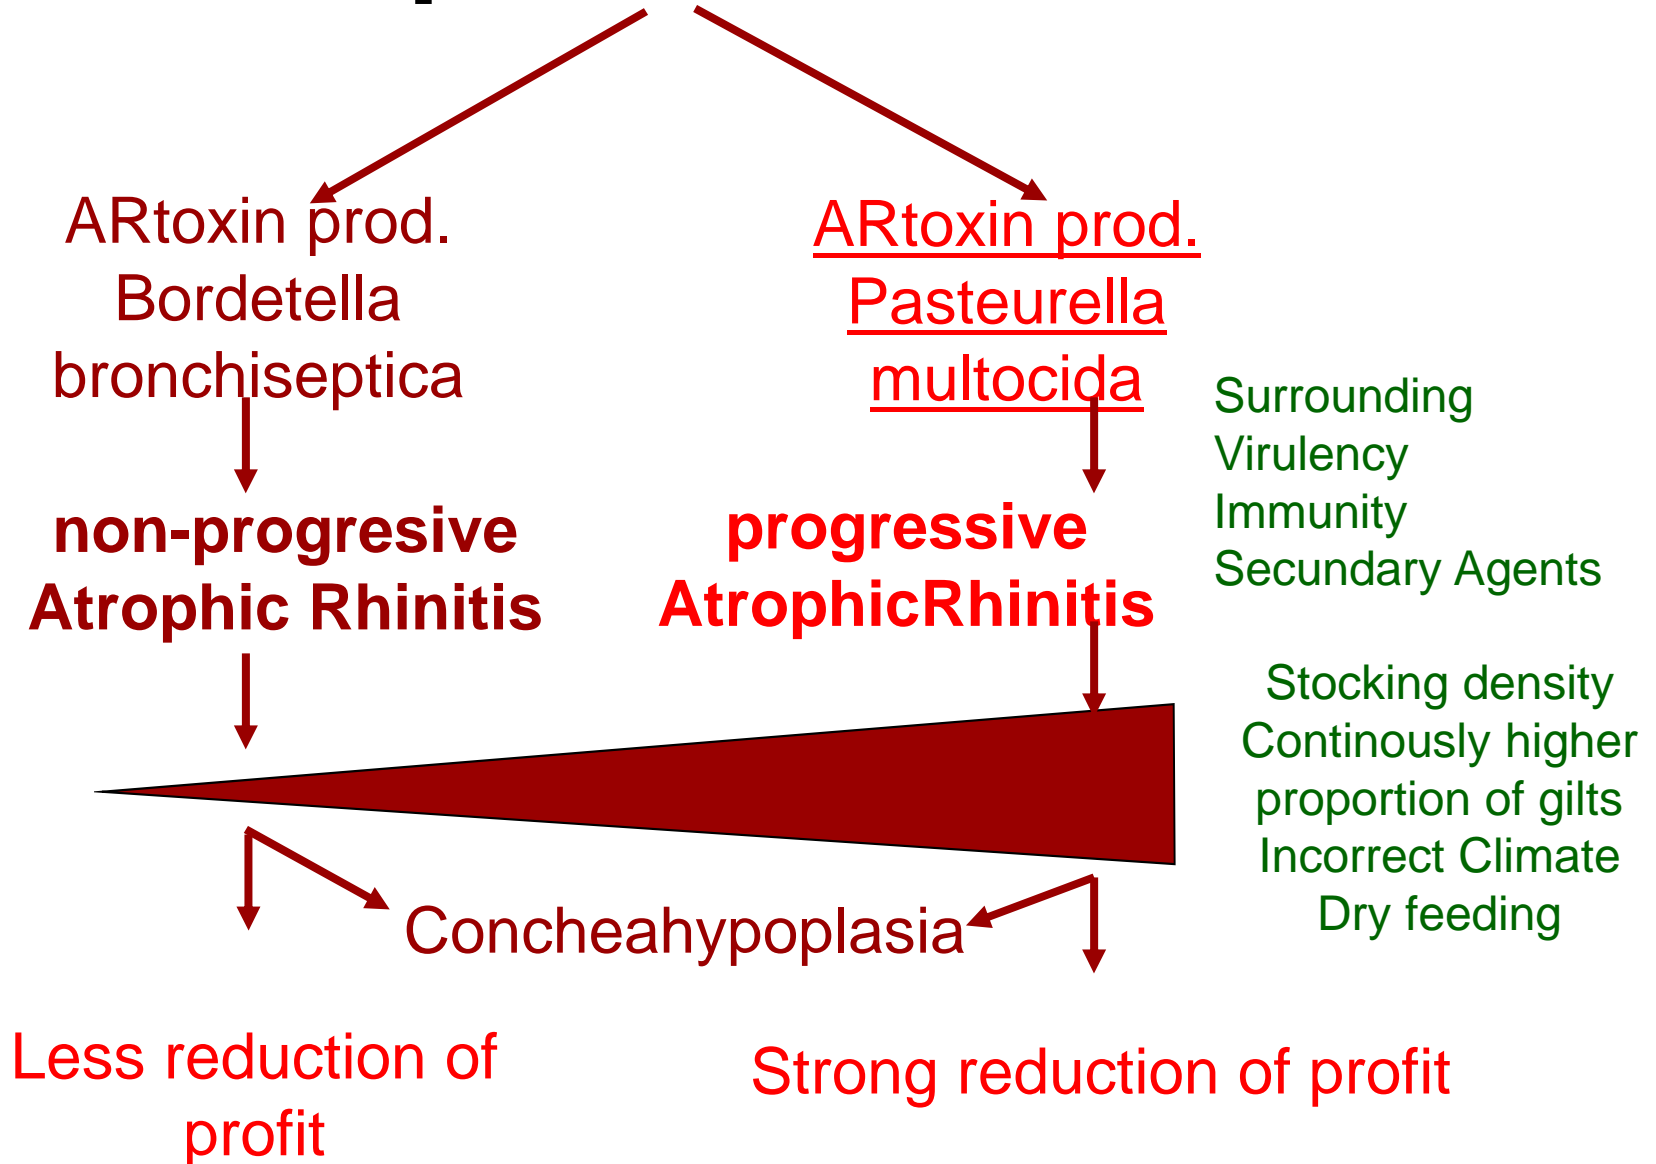 ARtoxin prod.
Bordetella
bronchiseptica
non-progresive
Atrophic Rhinitis
ARtoxin prod.
Pasteurella
multocida
progressive
AtrophicRhinitis
Surrounding
Virulency
Immunity
Secundary Agents
Stocking density
Continously higher
proportion of gilts
Incorrect Climate
Dry feeding
Concheahypoplasia
Less reduction of
profit
Strong reduction of profit